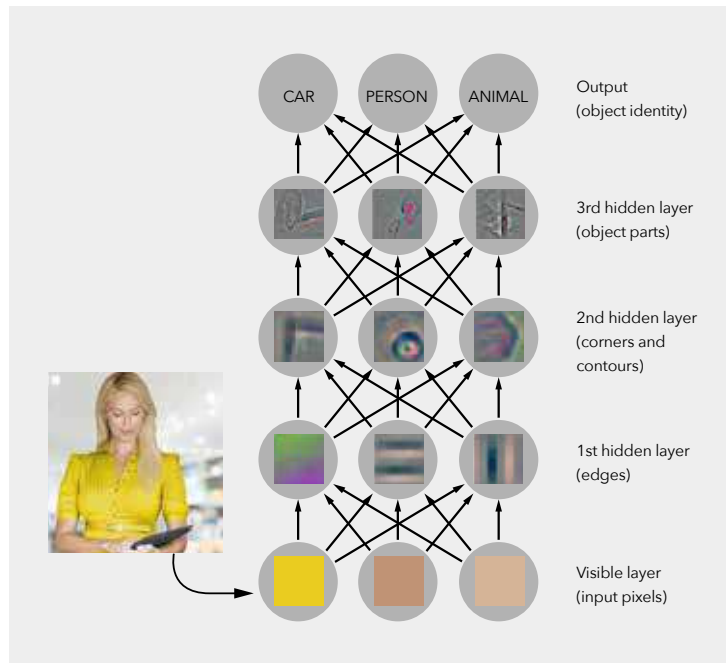 CAR
PERSON
ANIMAL
Output
(object identity)
3rd hidden layer
(object parts)
2nd hidden layer
(corners and
contours)
1st hidden layer
(edges)
Visible layer
(input pixels)